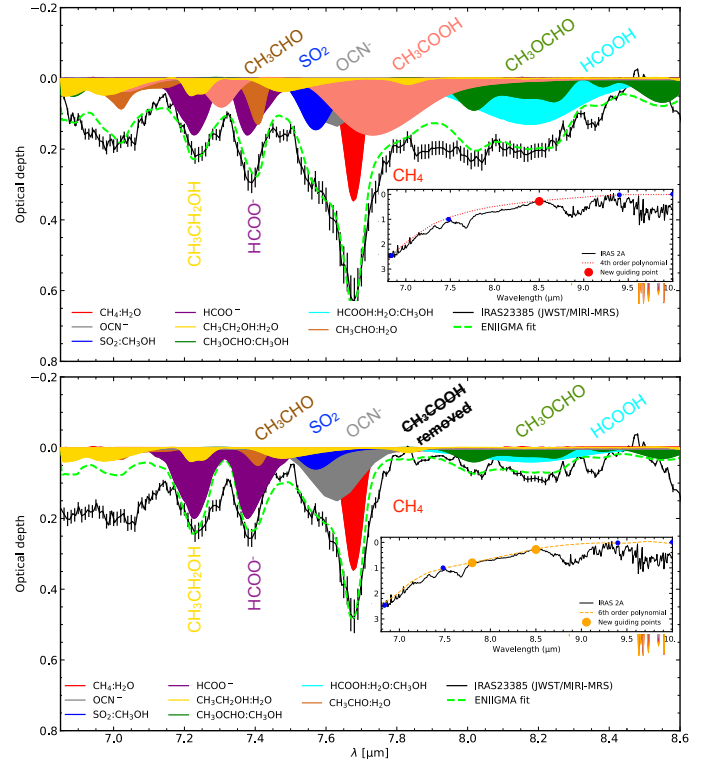 CH₃CHO
SO₂
OCN⁻
CH₃COOH
CH₃OCHO
HCOOH
−0.2
0.0
0.2
0.4
0.6
0.8
Optical depth
CH₃CH₂OH
HCOO⁻
CH₄
0
1
2
3
IRAS 2A
4th order polynomial
New guiding point
7.0 7.5 8.0 8.5 9.0 9.5 10.
Wavelength (μm)
CH₄:H₂O
OCN⁻
SO₂:CH₃OH
HCOO⁻
CH₃CH₂OH:H₂O
CH₃OCHO:CH₃OH
HCOOH:H₂O:CH₃OH
CH₃CHO:H₂O
IRAS23385 (JWST/MIRI-MRS)
ENIIGMA fit
CH₃CHO
SO₂
OCN⁻
CH₃COOH
removed
CH₃OCHO
HCOOH
−0.2
0.0
0.2
0.4
0.6
0.8
Optical depth
CH₃CH₂OH
HCOO⁻
CH₄
0
1
2
3
IRAS 2A
6th order polynomial
New guiding points
7.0 7.5 8.0 8.5 9.0 9.5 10.
Wavelength (μm)
CH₄:H₂O
OCN⁻
SO₂:CH₃OH
HCOO⁻
CH₃CH₂OH:H₂O
CH₃OCHO:CH₃OH
HCOOH:H₂O:CH₃OH
CH₃CHO:H₂O
IRAS23385 (JWST/MIRI-MRS)
ENIIGMA fit
7.0 7.2 7.4 7.6 7.8 8.0 8.2 8.4 8.6
λ [μm]